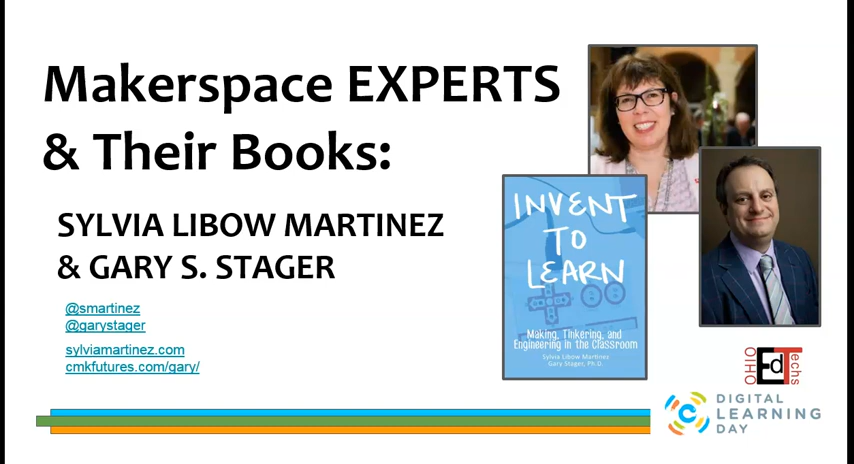 Makerspace EXPERTS
& Their Books:
SYLVIA LIBOW MARTINEZ
& GARY S. STAGER
@smartinez
@garystager
sylviamartinez.com
cmkfutures.com/gary/
INVENT
TO
LEARN
Making, Tinkering, and
Engineering in the Classroom
Sylvia Libow Martinez
Gary Stager, Ph.D.
OHIO
EdTechs
DIGITAL
LEARNING
DAY